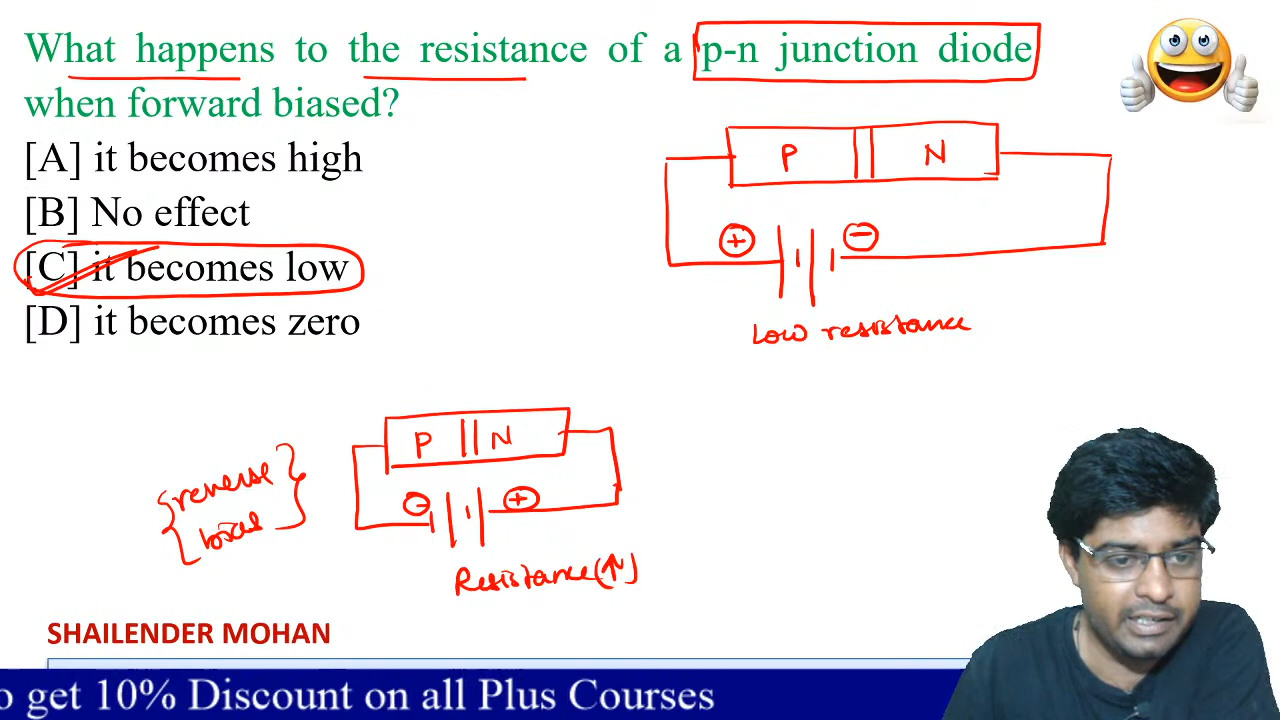 What happens to the resistance of a p-n junction diode
when forward biased?
[A] it becomes high
[B] No effect
[C] it becomes low
[D] it becomes zero
P N
+ −
Low resistance
P N
reverse
bias
− +
Resistance(↑)
SHAILENDER MOHAN
o get 10% Discount on all Plus Courses